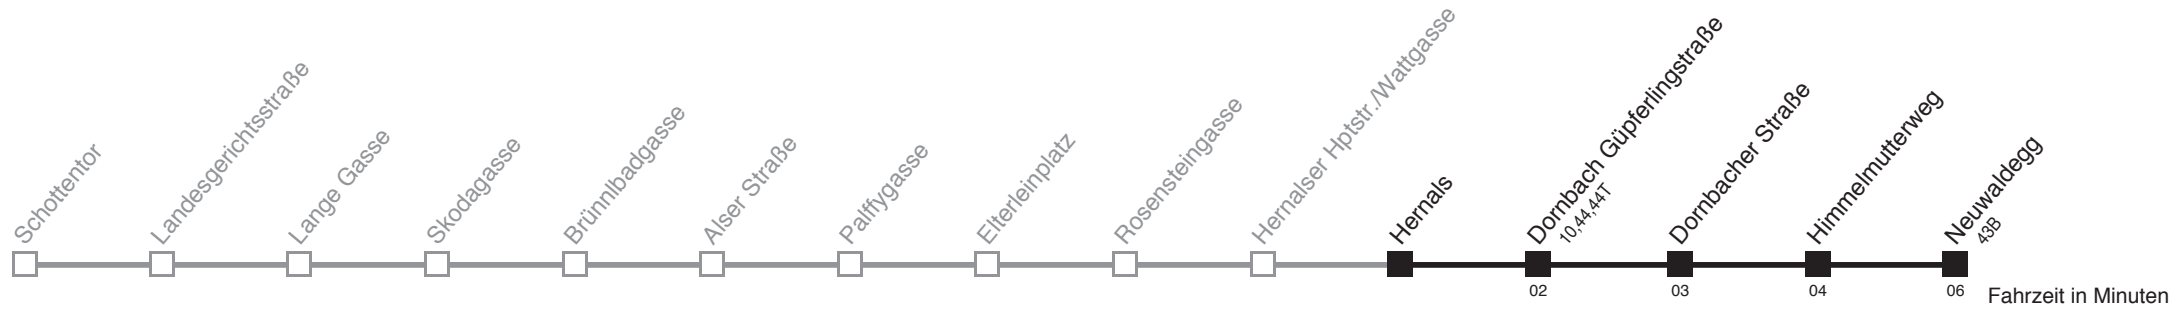 Schottentor
Landesgerichtsstraße
Lange Gasse
Skodagasse
Brünnlbadgasse
Alser Straße
Palffygasse
Elterleinplatz
Rosensteingasse
Hernalser Hptstr./Wattgasse
Hernals
Dornbach Güpferlingstraße
10,44,44T
Dornbacher Straße
Himmelmutterweg
Neuwaldegg
43B
02
03
04
06
Fahrzeit in Minuten